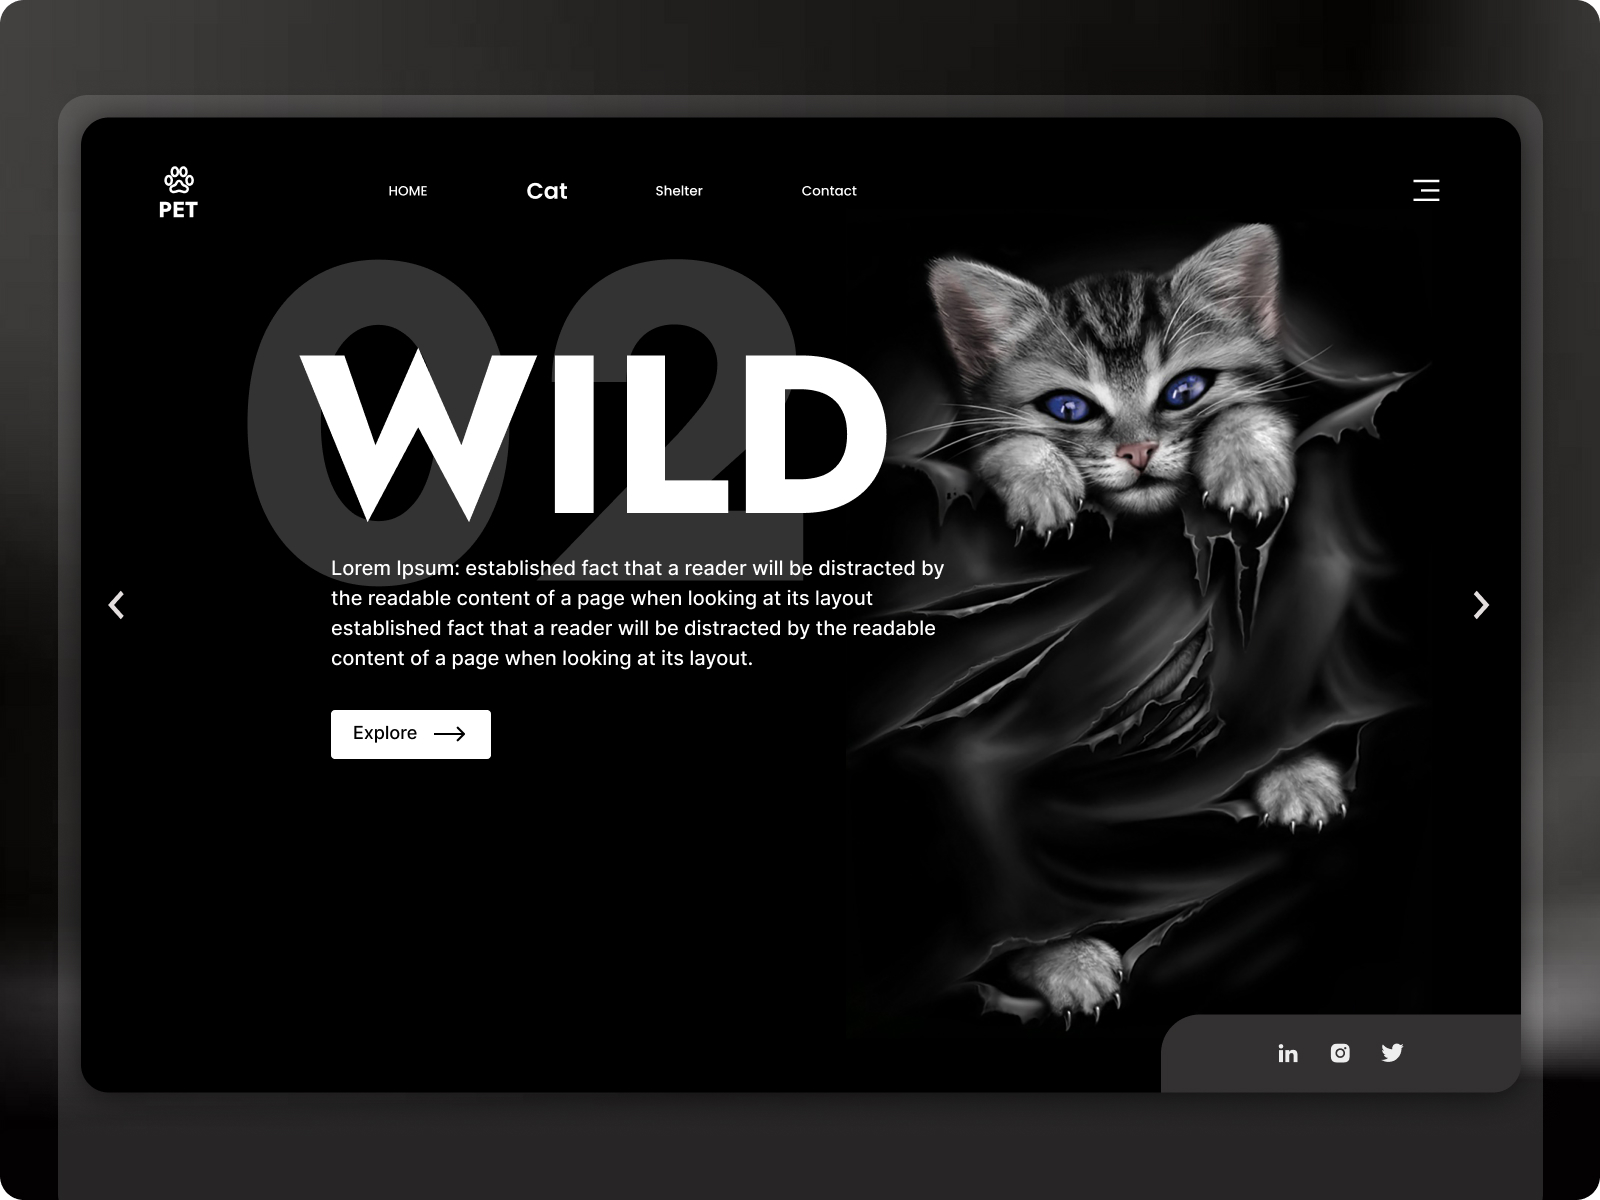 PET
HOME
Cat
Shelter
Contact
02
WILD
Lorem Ipsum: established fact that a reader will be distracted by
the readable content of a page when looking at its layout
established fact that a reader will be distracted by the readable
content of a page when looking at its layout.
Explore
in